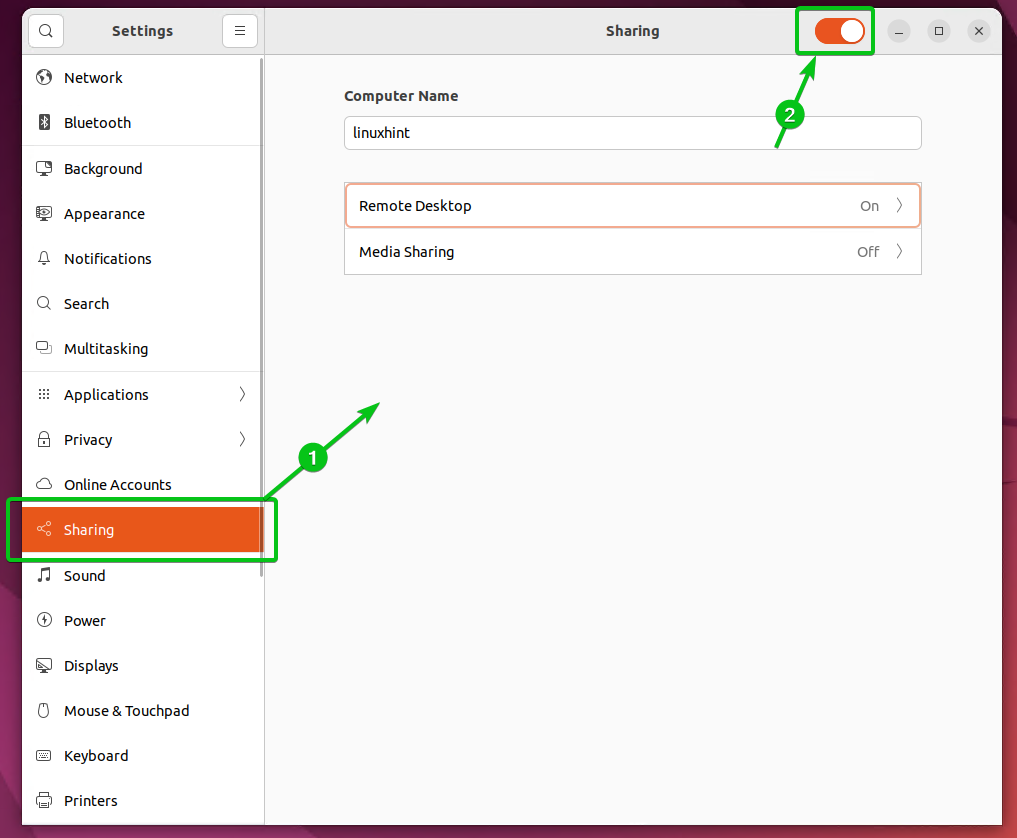 Settings
Sharing
2
Network
Bluetooth
Background
Appearance
Notifications
Search
Multitasking
Applications
Privacy
Online Accounts
Sharing
Sound
Power
Displays
Mouse & Touchpad
Keyboard
Printers
1
Computer Name
linuxhint
Remote Desktop On
Media Sharing Off